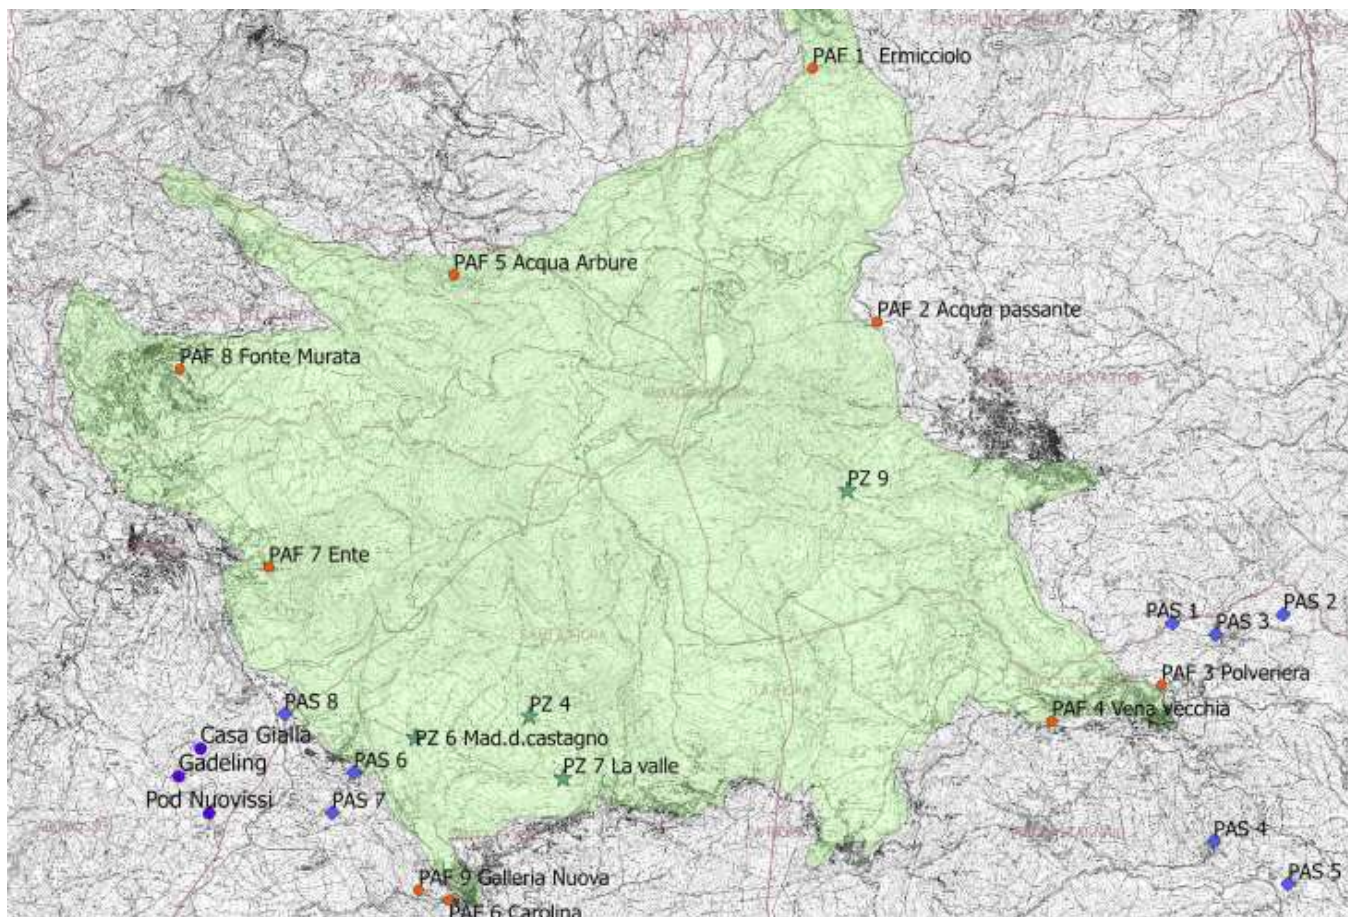 PAF 1 Ermicciolo
PAF 5 Acqua Arbure
PAF 2 Acqua passante
PAF 8 Fonte Murata
PZ 9
PAF 7 Ente
PAS 1
PAS 2
PAS 3
PAF 3 Polveriera
PAS 8
PZ 4
PAF 4 Vena vecchia
Casa Gialla
PZ 6 Mad.d.castagno
Gadeling
PAS 6
PZ 7 La valle
Pod Nuovissi
PAS 7
PAS 4
PAS 5
PAF 9 Galleria Nuova
PAF 6 Carolina